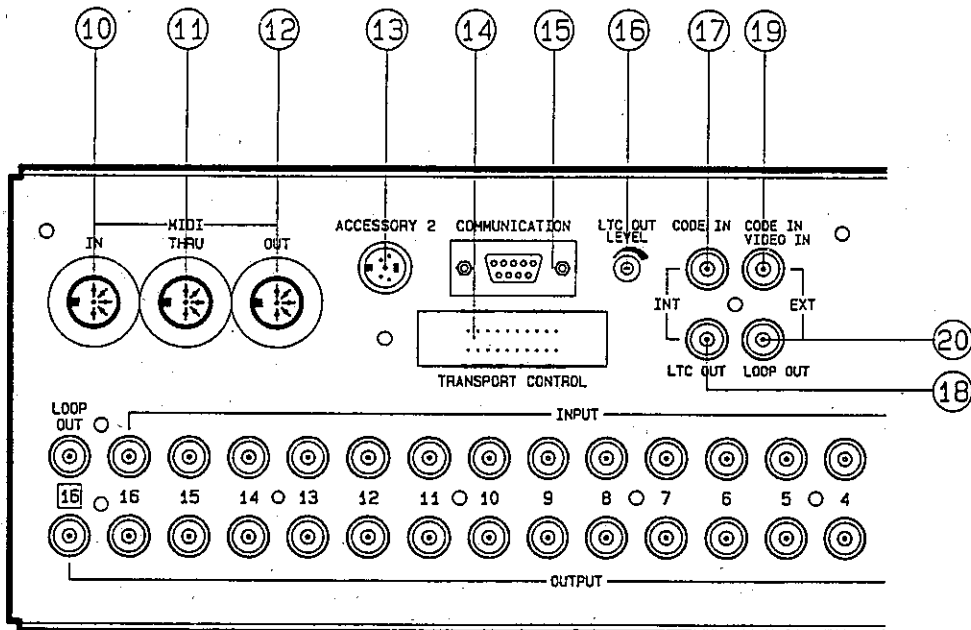 10 11 12 13 14 15 16 17 19
MIDI
IN THRU OUT
ACCESSORY 2 COMMUNICATION
LTC OUT
LEVEL
CODE IN
CODE IN
VIDEO IN
INT EXT
TRANSPORT CONTROL
LTC OUT LOOP OUT
20
18
LOOP
OUT
INPUT
16 16 15 14 13 12 11 10 9 8 7 6 5 4
OUTPUT